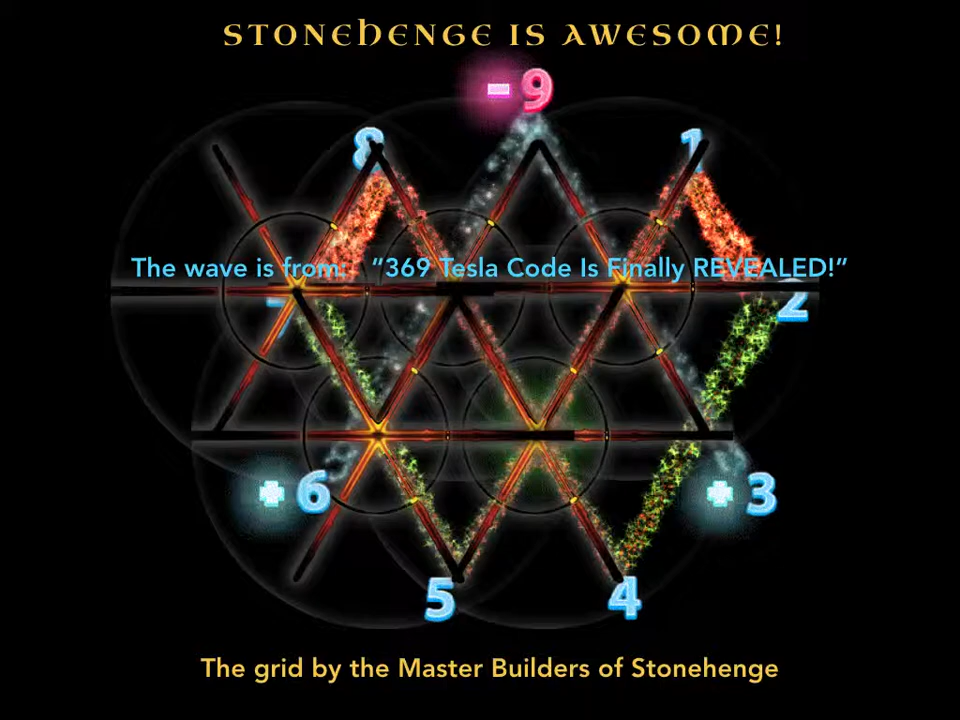 STONEHENGE IS AWESOME!
- 9
8 1
The wave is from: "369 Tesla Code Is Finally REVEALED!"
7 2
+ 6 + 3
5 4
The grid by the Master Builders of Stonehenge